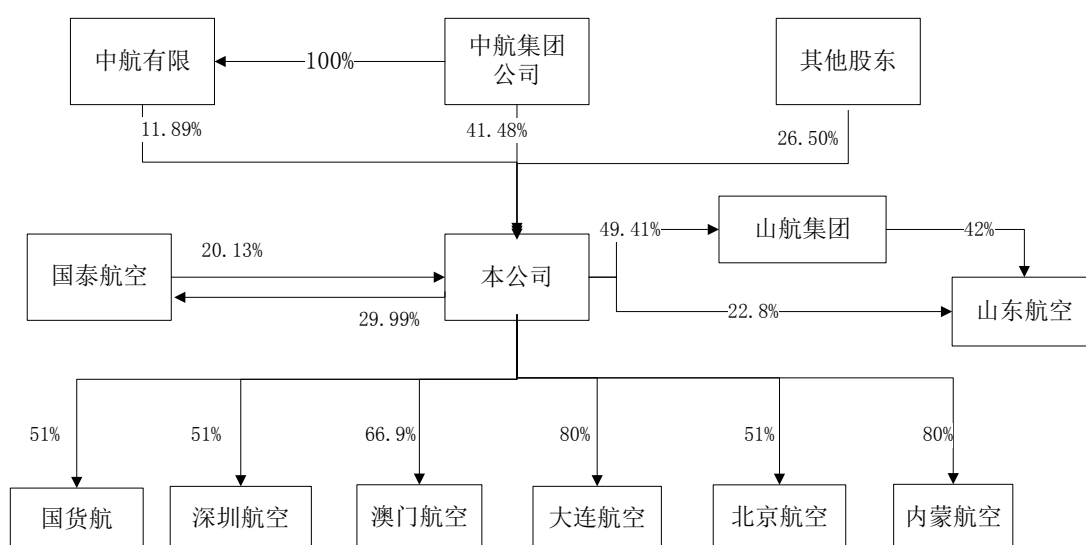 中航有限
100%
中航集团
公司
其他股东
11.89%
41.48%
26.50%
国泰航空
20.13%
29.99%
本公司
49.41%
山航集团
42%
22.8%
山东航空
51%
51%
66.9%
80%
51%
80%
国货航
深圳航空
澳门航空
大连航空
北京航空
内蒙航空